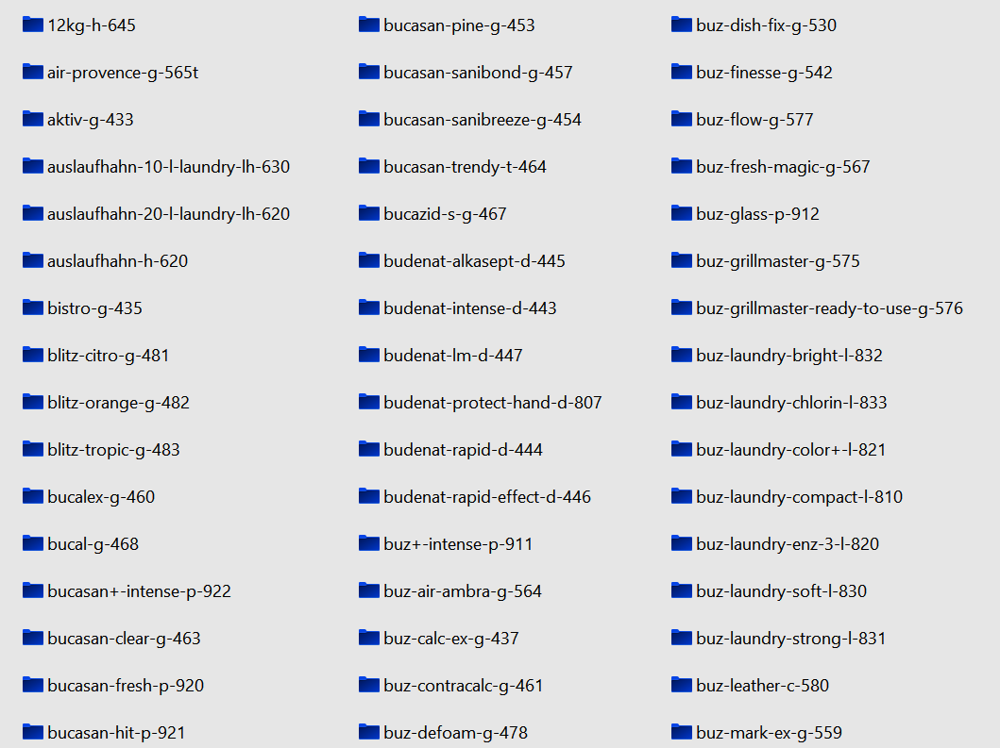 12kg-h-645
air-provence-g-565t
aktiv-g-433
auslaufhahn-10-l-laundry-lh-630
auslaufhahn-20-l-laundry-lh-620
auslaufhahn-h-620
bistro-g-435
blitz-citro-g-481
blitz-orange-g-482
blitz-tropic-g-483
bucalex-g-460
bucal-g-468
bucasan+-intense-p-922
bucasan-clear-g-463
bucasan-fresh-p-920
bucasan-hit-p-921
bucasan-pine-g-453
bucasan-sanibond-g-457
bucasan-sanibreeze-g-454
bucasan-trendy-t-464
bucazid-s-g-467
budenat-alkasept-d-445
budenat-intense-d-443
budenat-lm-d-447
budenat-protect-hand-d-807
budenat-rapid-d-444
budenat-rapid-effect-d-446
buz+-intense-p-911
buz-air-ambra-g-564
buz-calc-ex-g-437
buz-contracalc-g-461
buz-defoam-g-478
buz-dish-fix-g-530
buz-finesse-g-542
buz-flow-g-577
buz-fresh-magic-g-567
buz-glass-p-912
buz-grillmaster-g-575
buz-grillmaster-ready-to-use-g-576
buz-laundry-bright-l-832
buz-laundry-chlorin-l-833
buz-laundry-color+-l-821
buz-laundry-compact-l-810
buz-laundry-enz-3-l-820
buz-laundry-soft-l-830
buz-laundry-strong-l-831
buz-leather-c-580
buz-mark-ex-g-559